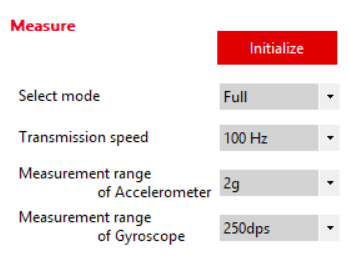 Measure
Initialize
Select mode Full
Transmission speed 100 Hz
Measurement range
of Accelerometer 2g
Measurement range
of Gyroscope 250dps